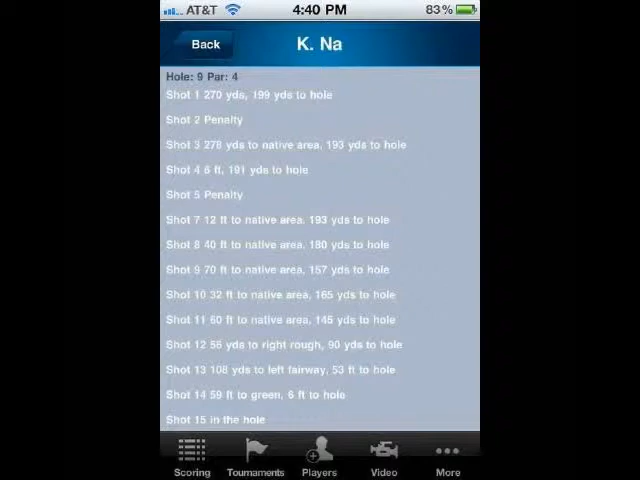 AT&T 4:40 PM 83%
Back K. Na
Hole: 9 Par: 4
Shot 1 270 yds, 199 yds to hole
Shot 2 Penalty
Shot 3 278 yds to native area, 193 yds to hole
Shot 4 6 ft, 191 yds to hole
Shot 5 Penalty
Shot 7 12 ft to native area, 193 yds to hole
Shot 8 40 ft to native area, 180 yds to hole
Shot 9 70 ft to native area, 157 yds to hole
Shot 10 32 ft to native area, 165 yds to hole
Shot 11 60 ft to native area, 145 yds to hole
Shot 12 56 yds to right rough, 90 yds to hole
Shot 13 108 yds to left fairway, 53 ft to hole
Shot 14 59 ft to green, 6 ft to hole
Shot 15 in the hole
Scoring Tournaments Players Video More